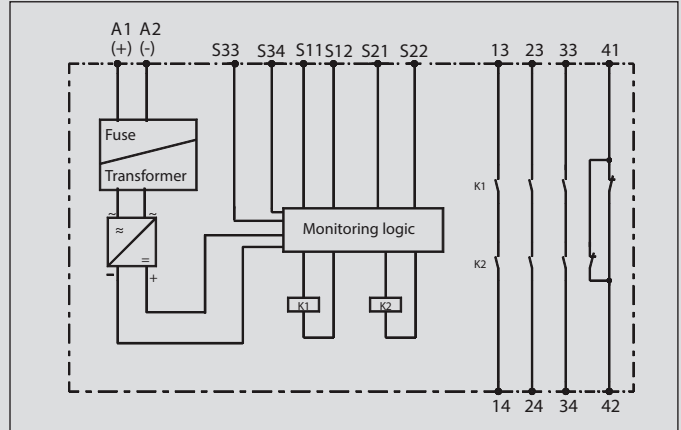 A1 A2
(+) (-) S33 S34 S11 S12 S21 S22 13 23 33 41
Fuse
Transformer
~ ~
≈
=
- +
Monitoring logic
K1
K2
K1 K2
14 24 34 42